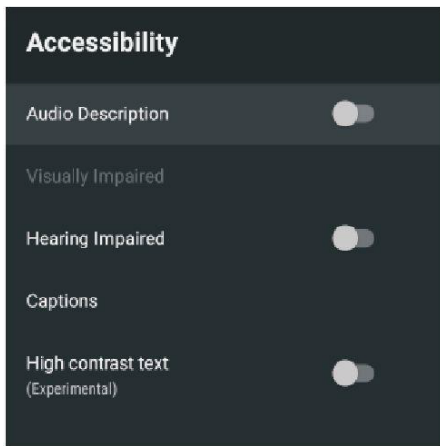 Accessibility
Audio Description
Visually Impaired
Hearing Impaired
Captions
High contrast text
(Experimental)